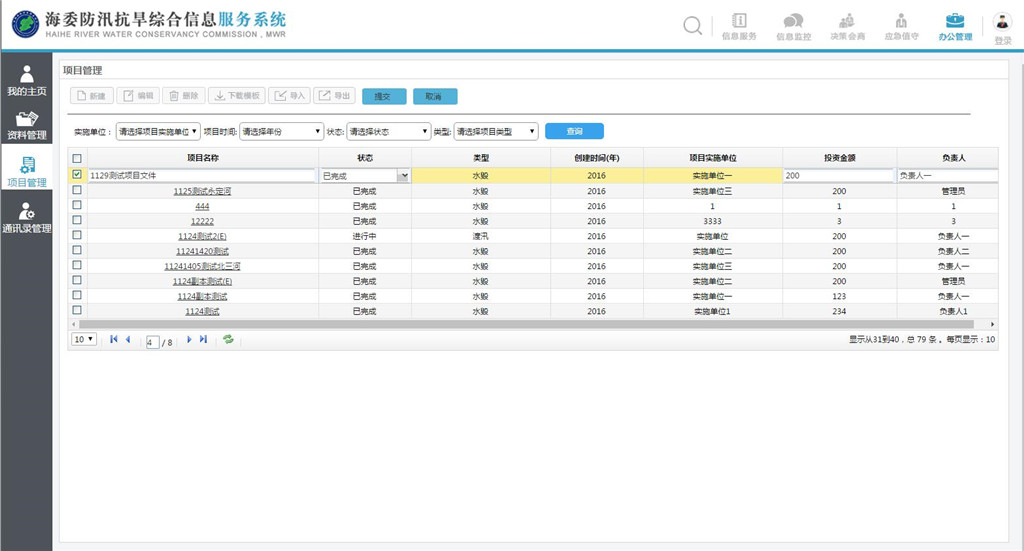 海委防汛抗旱综合信息服务系统
HAIHE RIVER WATER CONSERVANCY COMMISSION , MWR
信息服务 信息监控 决策会商 应急值守 办公管理 登录
我的主页
资料管理
项目管理
通讯录管理
项目管理
新建 编辑 删除 下载模板 导入 导出 提交 取消
实施单位： 请选择项目实施单位 项目时间: 请选择年份 状态: 请选择状态 类型: 请选择项目类型 查询
项目名称 状态 类型 创建时间(年) 项目实施单位 投资金额 负责人
1129测试项目文件 已完成 水毁 2016 实施单位一 200 负责人一
1125测试永定河 已完成 水毁 2016 实施单位三 200 管理员
444 已完成 水毁 2016 1 1 1
12222 已完成 水毁 2016 3333 3 3
1124测试2(E) 进行中 渡汛 2016 实施单位 200 负责人一
11241420测试 已完成 水毁 2016 实施单位二 200 负责人二
11241405测试北三河 已完成 水毁 2016 实施单位三 200 负责人一
1124副本测试(E) 已完成 水毁 2016 实施单位二 200 管理员
1124副本测试 已完成 水毁 2016 实施单位一 123 负责人一
1124测试 已完成 水毁 2016 实施单位1 234 负责人1
10 4 / 8 显示从31到40，总 79 条 。每页显示：10